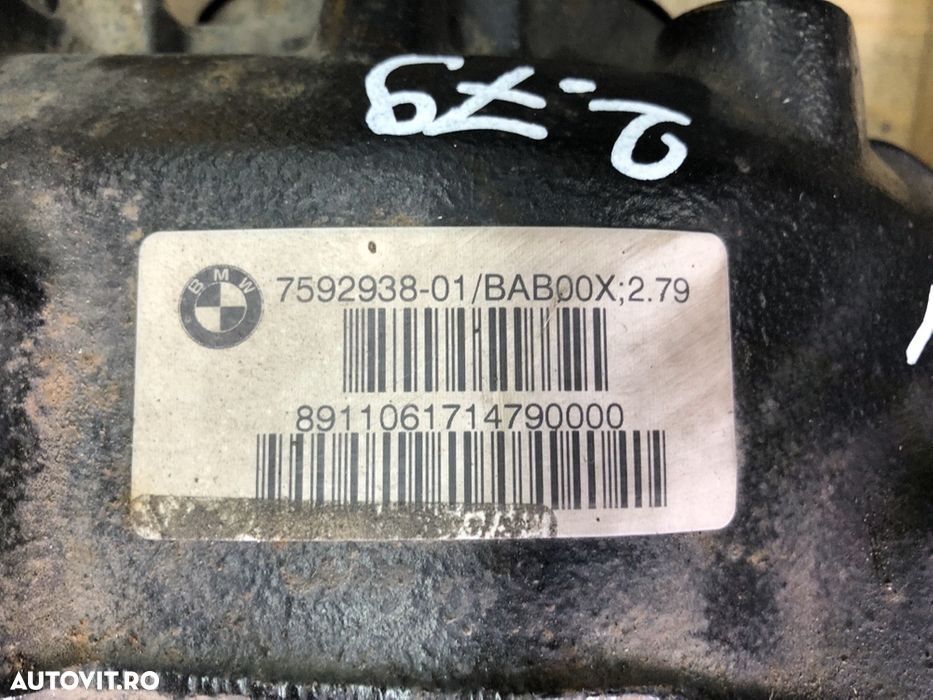 2.79
BMW
7592938-01/BAB00X;2.79
8911061714790000
AUTOVIT.RO